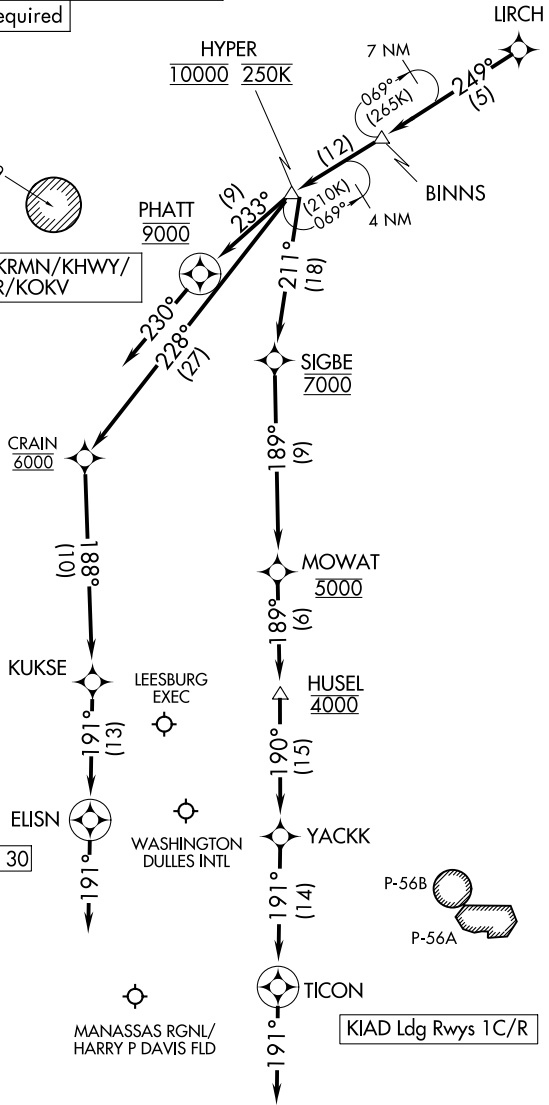 equired
LIRCH
HYPER
10000 250K
7 NM
069°
(265K)
249°
(5)
(12)
BINNS
PHATT
9000
(9)
233°
(210K)
069°
4 NM
KRMN/KHWY/
R/KOKV
211°
(18)
230°
228°
(27)
SIGBE
7000
CRAIN
6000
189°
(9)
188°
(10)
MOWAT
5000
189°
(6)
KUKSE
LEESBURG
EXEC
HUSEL
4000
191°
(13)
190°
(15)
ELISN
WASHINGTON
DULLES INTL
YACKK
30
191°
191°
(14)
P-56B
P-56A
TICON
MANASSAS RGNL/
HARRY P DAVIS FLD
KIAD Ldg Rwys 1C/R
191°